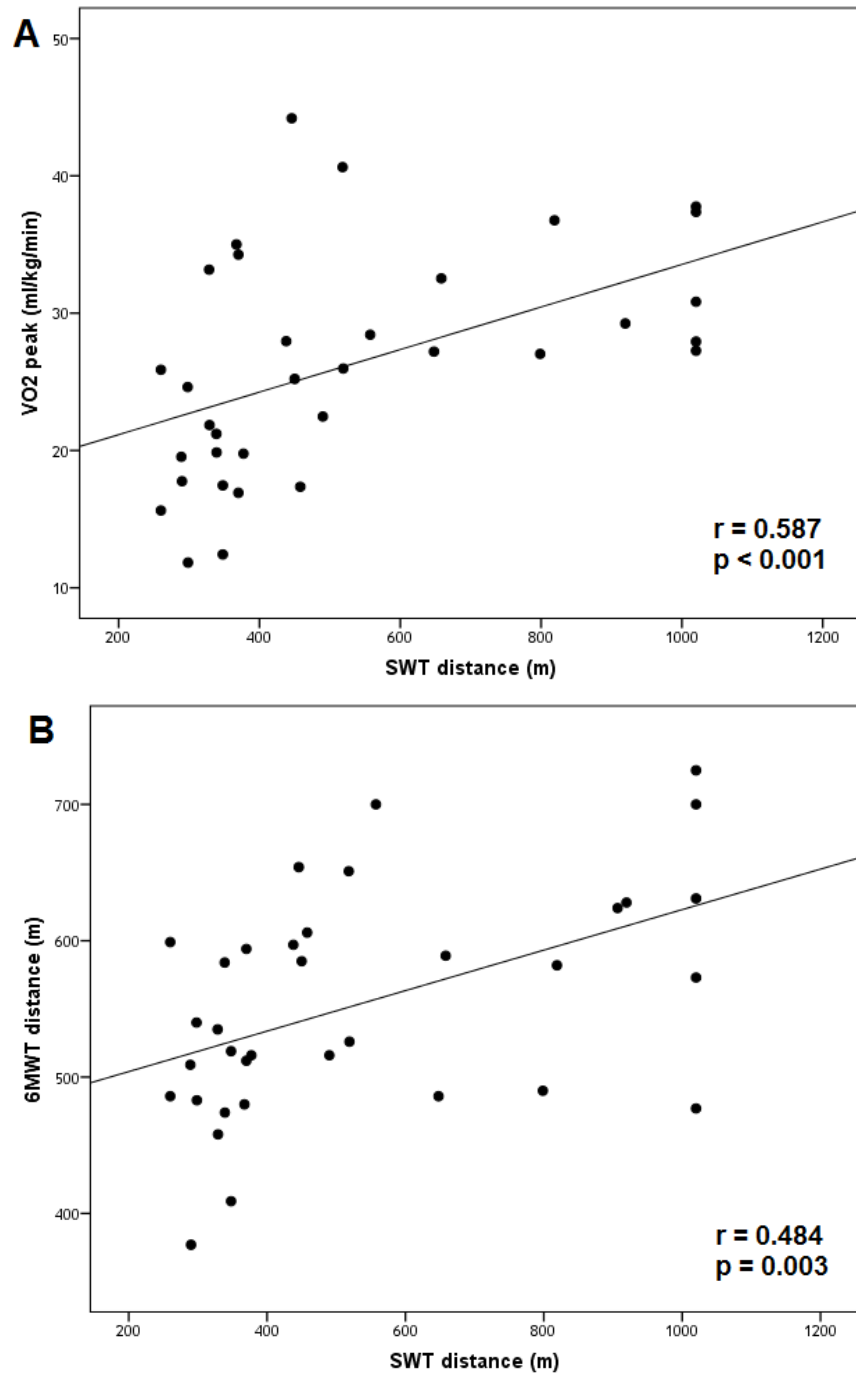 A
50
40
30
20
10
VO2 peak (ml/kg/min)
r = 0.587
p < 0.001
200 400 600 800 1000 1200
SWT distance (m)
B
700
600
500
400
6MWT distance (m)
r = 0.484
p = 0.003
200 400 600 800 1000 1200
SWT distance (m)